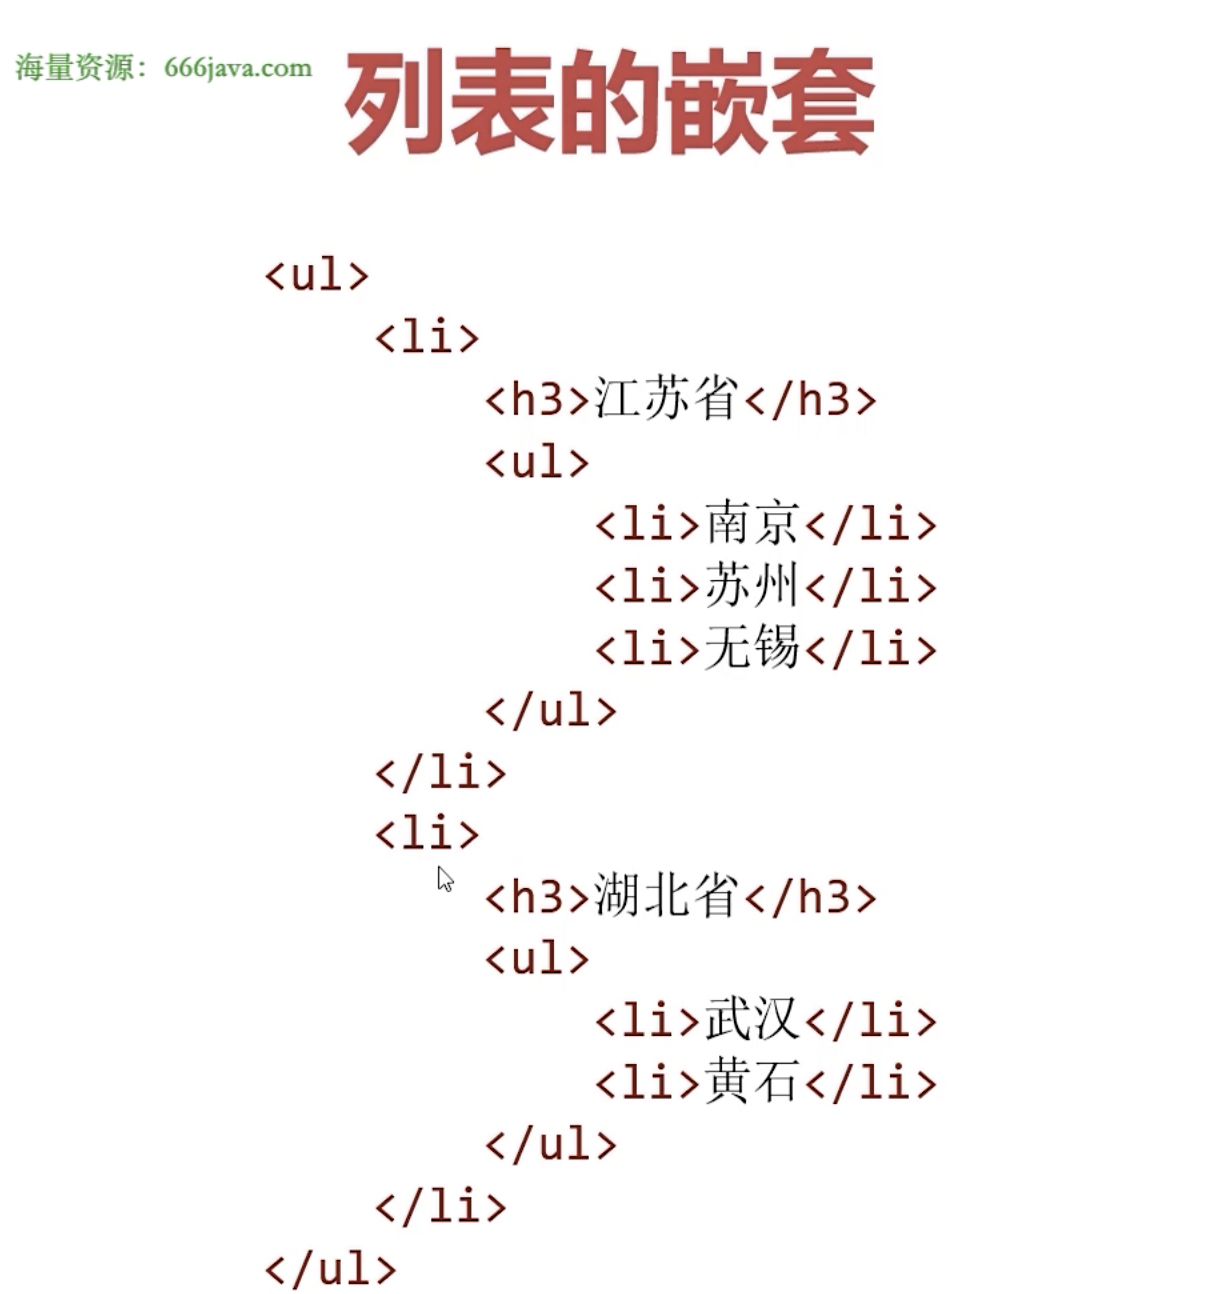 海量资源：666java.com
列表的嵌套
<ul>
<li>
<h3>江苏省</h3>
<ul>
<li>南京</li>
<li>苏州</li>
<li>无锡</li>
</ul>
</li>
<li>
<h3>湖北省</h3>
<ul>
<li>武汉</li>
<li>黄石</li>
</ul>
</li>
</ul>